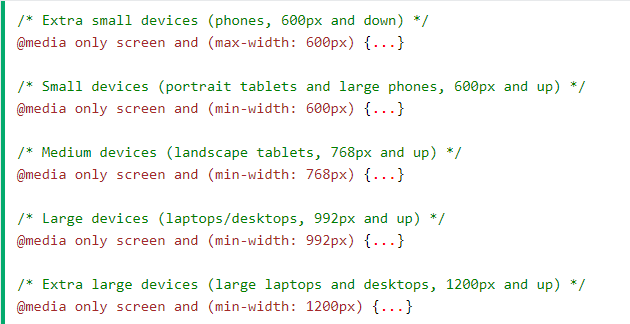 /* Extra small devices (phones, 600px and down) */
@media only screen and (max-width: 600px) {...}
/* Small devices (portrait tablets and large phones, 600px and up) */
@media only screen and (min-width: 600px) {...}
/* Medium devices (landscape tablets, 768px and up) */
@media only screen and (min-width: 768px) {...}
/* Large devices (laptops/desktops, 992px and up) */
@media only screen and (min-width: 992px) {...}
/* Extra large devices (large laptops and desktops, 1200px and up) */
@media only screen and (min-width: 1200px) {...}